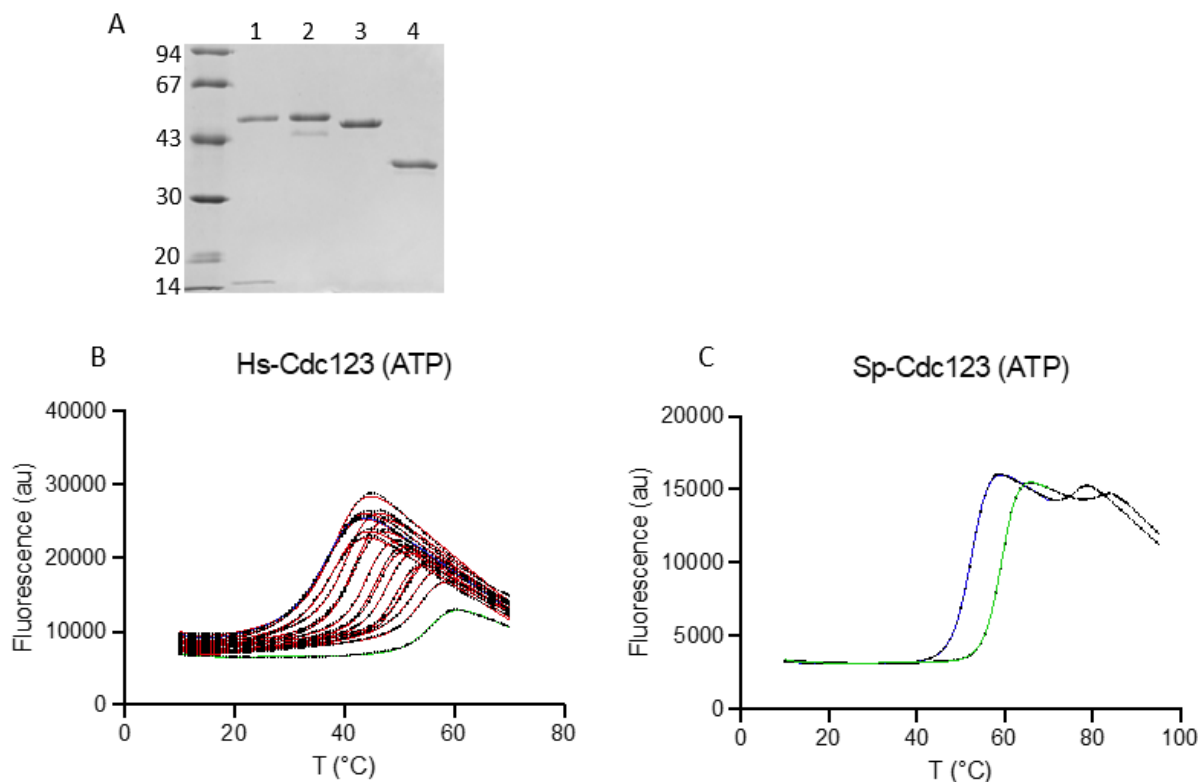 A
1 2 3 4
94
67
43
30
20
14
B
Hs-Cdc123 (ATP)
40000
30000
20000
10000
0
Fluorescence (au)
0 20 40 60 80
T (°C)
C
Sp-Cdc123 (ATP)
20000
15000
10000
5000
0
Fluorescence (au)
0 20 40 60 80 100
T (°C)